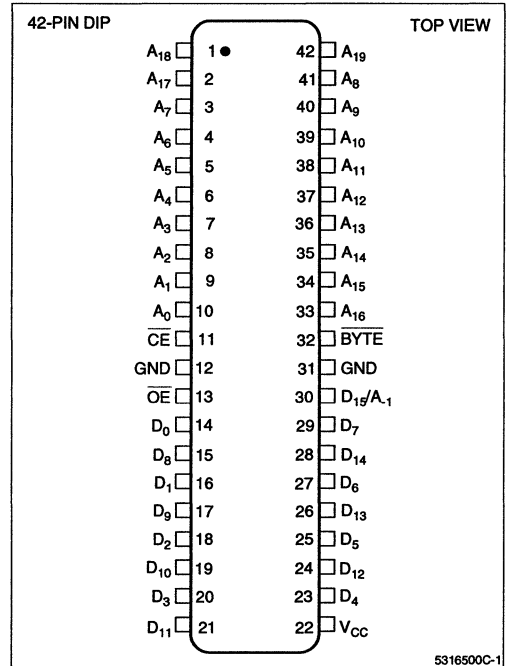 42-PIN DIP TOP VIEW
A18 1 42 A19
A17 2 41 A8
A7 3 40 A9
A6 4 39 A10
A5 5 38 A11
A4 6 37 A12
A3 7 36 A13
A2 8 35 A14
A1 9 34 A15
A0 10 33 A16
C̅E̅ 11 32 B̅Y̅T̅E̅
GND 12 31 GND
O̅E̅ 13 30 D15/A-1
D0 14 29 D7
D8 15 28 D14
D1 16 27 D6
D9 17 26 D13
D2 18 25 D5
D10 19 24 D12
D3 20 23 D4
D11 21 22 VCC
5316500C-1